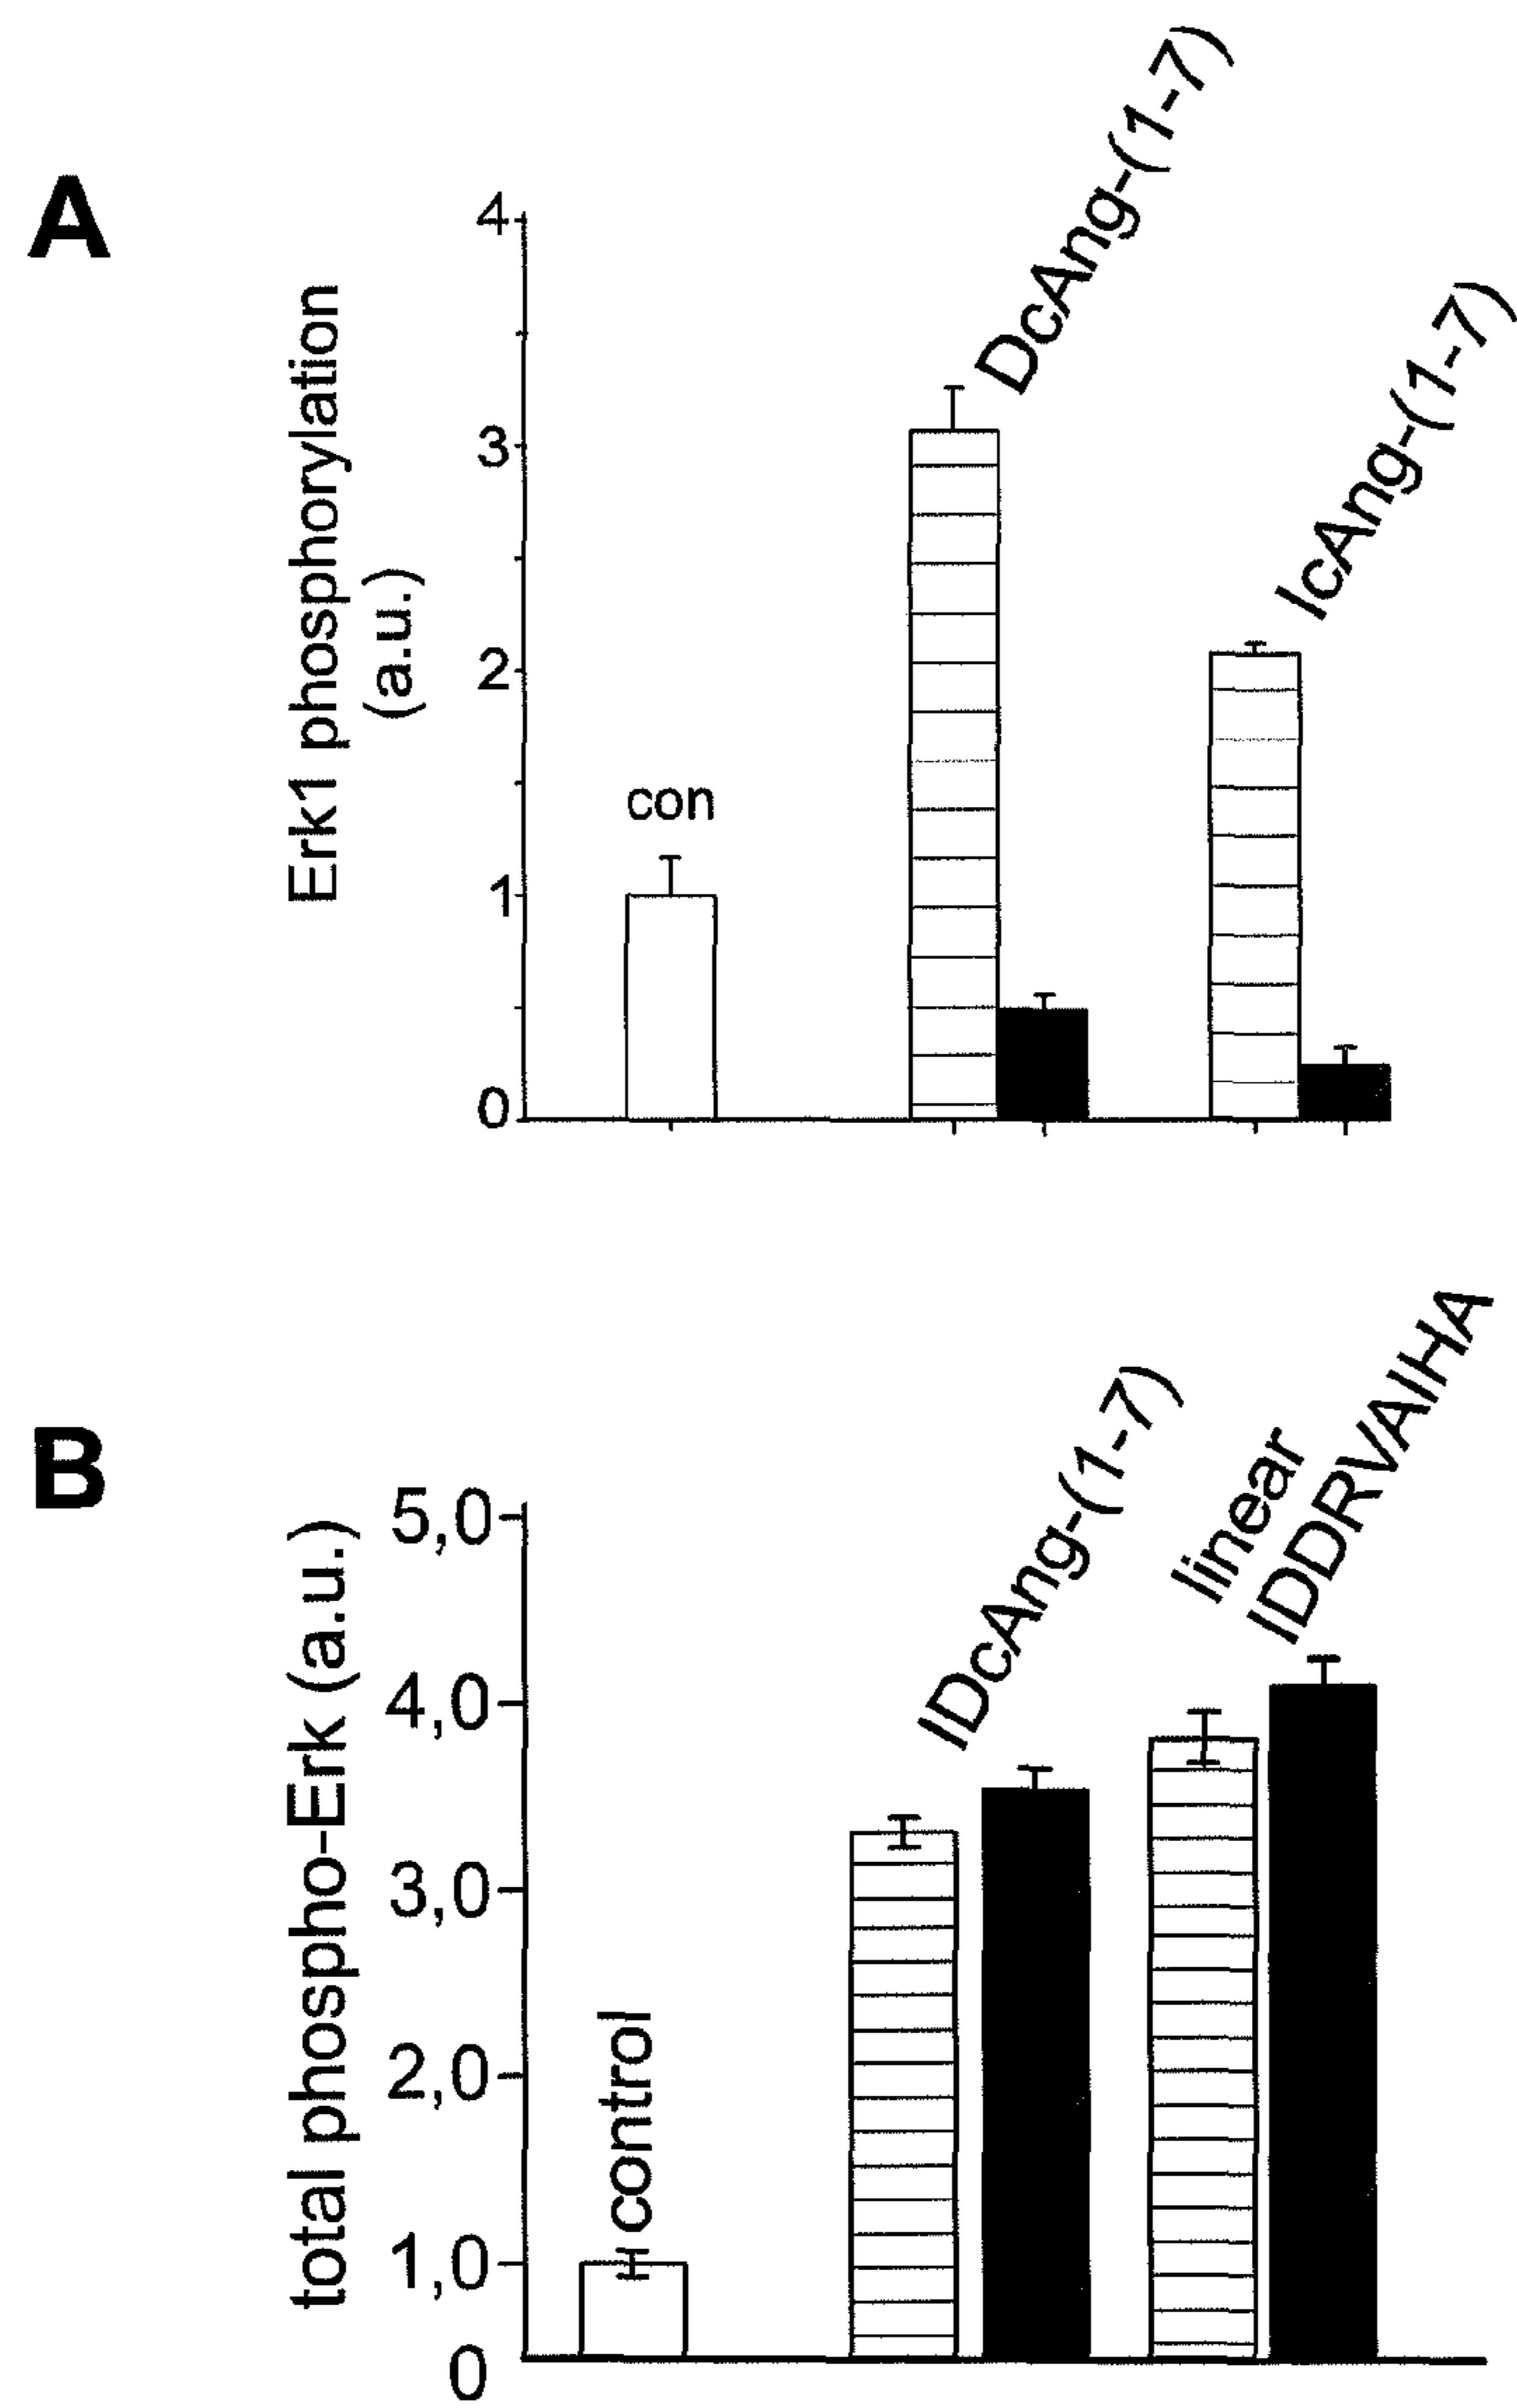 A
DcAng-(1-7)
IcAng-(1-7)
Erk1 phosphorylation
(a.u.)
4
3
2
1
0
con
B
IDcAng-(1-7)
linear
IDDRVAIHA
total phospho-Erk (a.u.)
5,0
4,0
3,0
2,0
1,0
0
control